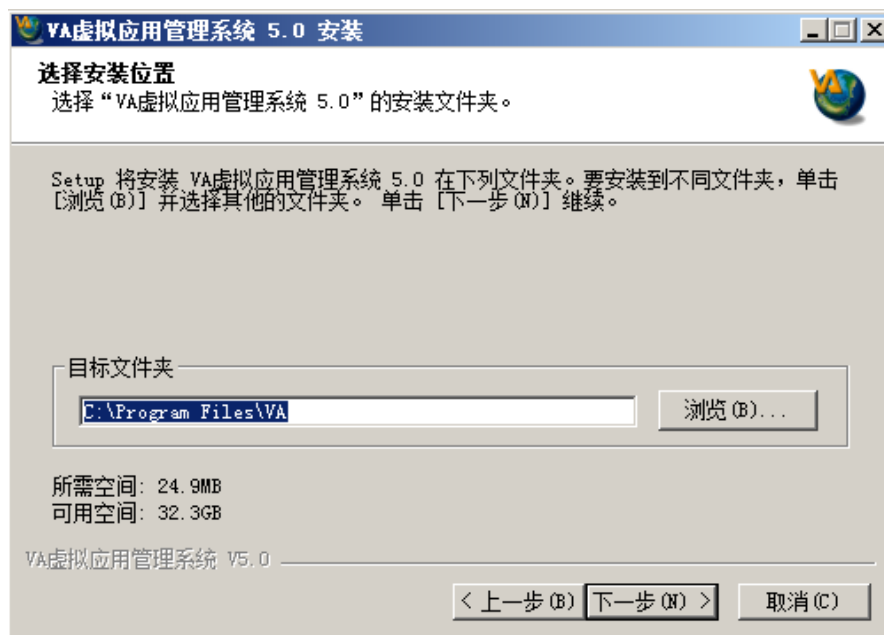 VA虚拟应用管理系统 5.0 安装
选择安装位置
选择“VA虚拟应用管理系统 5.0”的安装文件夹。
VA
Setup 将安装 VA虚拟应用管理系统 5.0 在下列文件夹。要安装到不同文件夹，单击
[浏览(B)] 并选择其他的文件夹。 单击 [下一步(N)] 继续。
目标文件夹
C:\Program Files\VA
浏览(B)...
所需空间: 24.9MB
可用空间: 32.3GB
VA虚拟应用管理系统 V5.0
< 上一步(B)
下一步(N) >
取消(C)